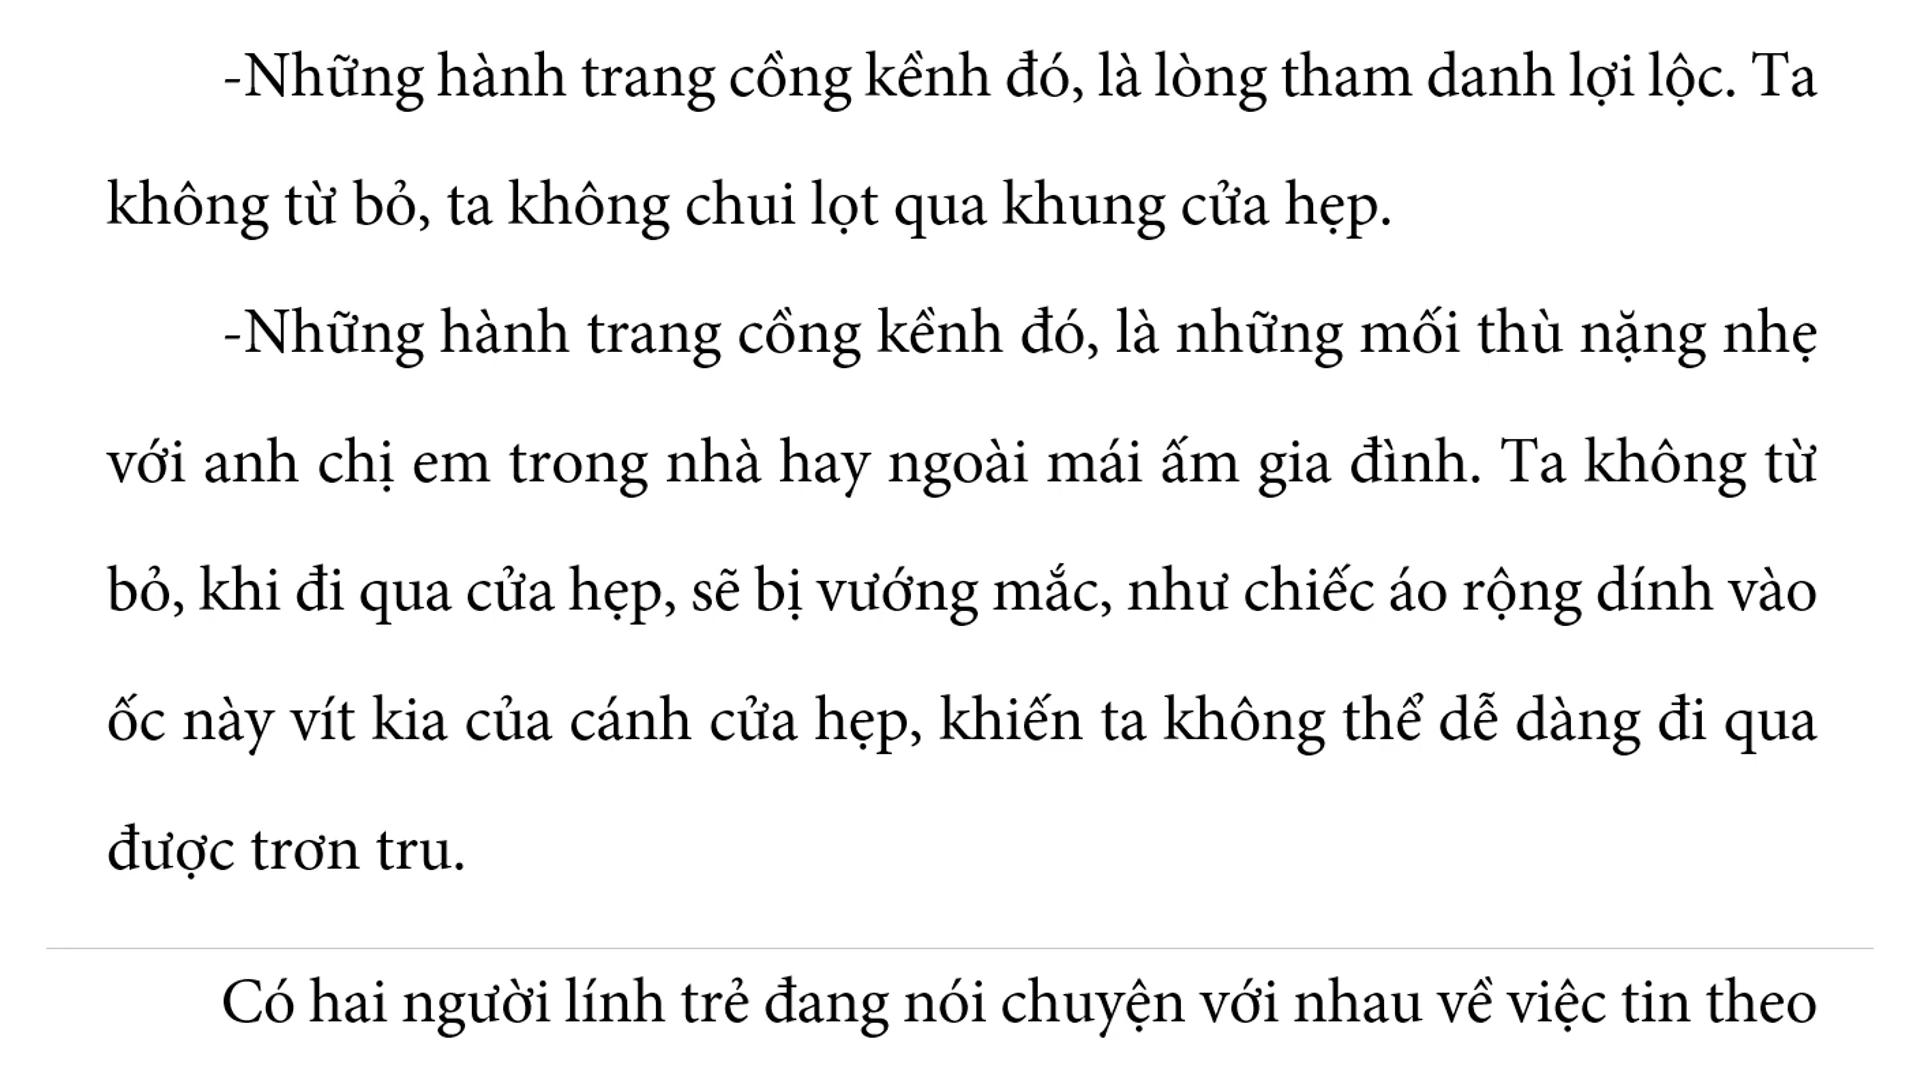 -Những hành trang cồng kềnh đó, là lòng tham danh lợi lộc. Ta
không từ bỏ, ta không chui lọt qua khung cửa hẹp.
-Những hành trang cồng kềnh đó, là những mối thù nặng nhẹ
với anh chị em trong nhà hay ngoài mái ấm gia đình. Ta không từ
bỏ, khi đi qua cửa hẹp, sẽ bị vướng mắc, như chiếc áo rộng dính vào
ốc này vít kia của cánh cửa hẹp, khiến ta không thể dễ dàng đi qua
được trơn tru.
Có hai người lính trẻ đang nói chuyện với nhau về việc tin theo